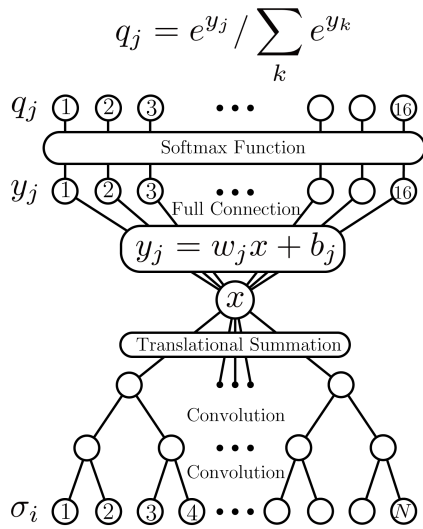 q_j = e^{y_j} / \sum_k e^{y_k}
q_j 1 2 3 ••• 16
Softmax Function
y_j 1 2 3 ••• 16
Full Connection
y_j = w_j x + b_j
x
Translational Summation
•••
Convolution
•••
Convolution
σ_i 1 2 3 4 ••• N